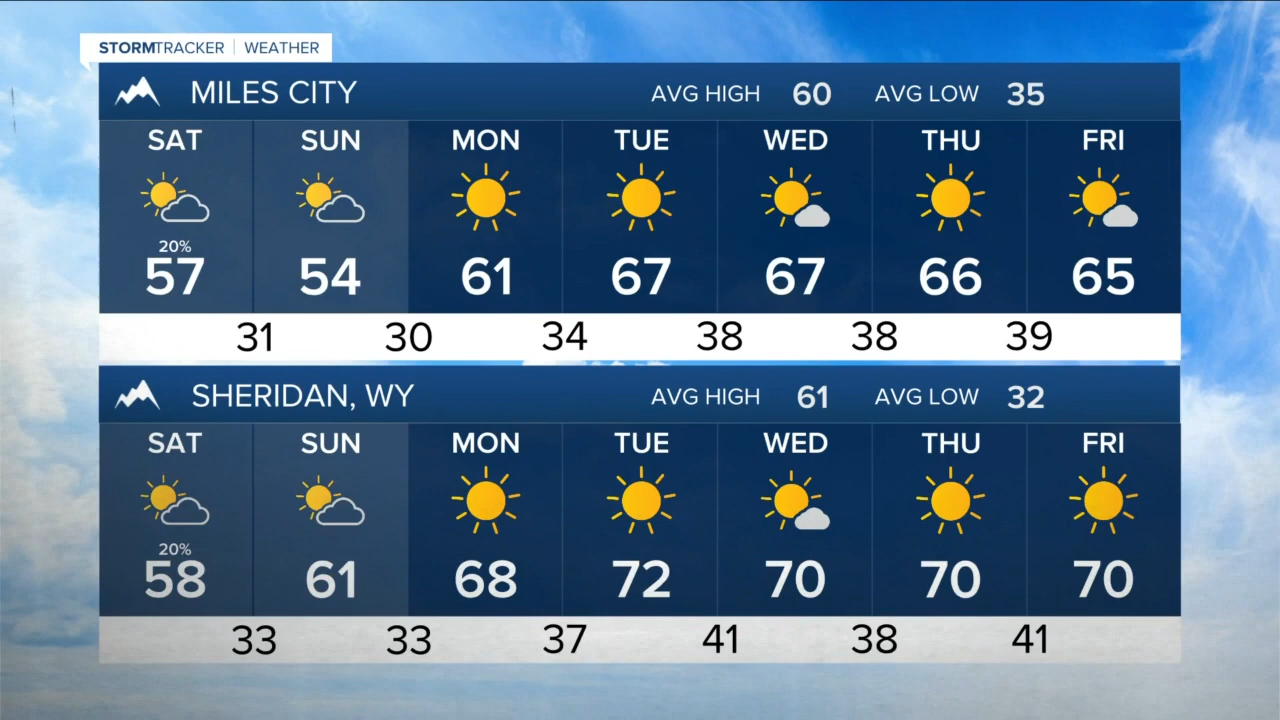 STORMTRACKER | WEATHER
MILES CITY AVG HIGH 60 AVG LOW 35
SAT SUN MON TUE WED THU FRI
20%
57 54 61 67 67 66 65
31 30 34 38 38 39
SHERIDAN, WY AVG HIGH 61 AVG LOW 32
SAT SUN MON TUE WED THU FRI
20%
58 61 68 72 70 70 70
33 33 37 41 38 41